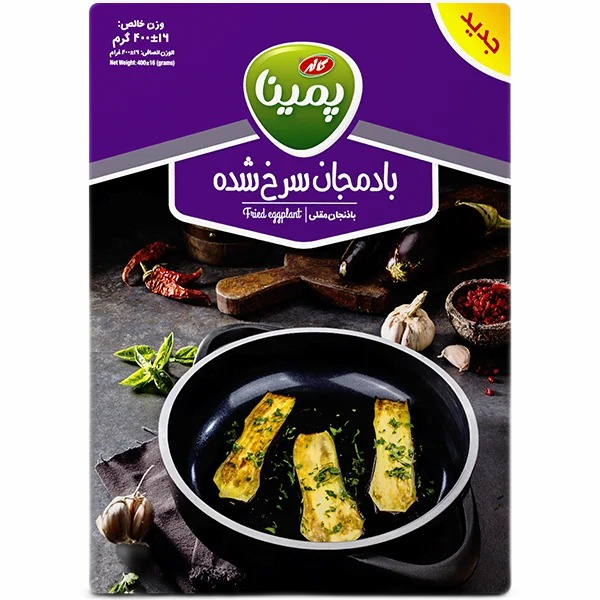 وزن خالص:
۴۰۰±۱۶ گرم
الوزن الصافي: ۱۶±۴۰۰ غرام
Net Weight: 400±16 (grams)
جدید
کاله
پمینا
بادمجان سرخ شده
Fried eggplant | باذنجان مقلي